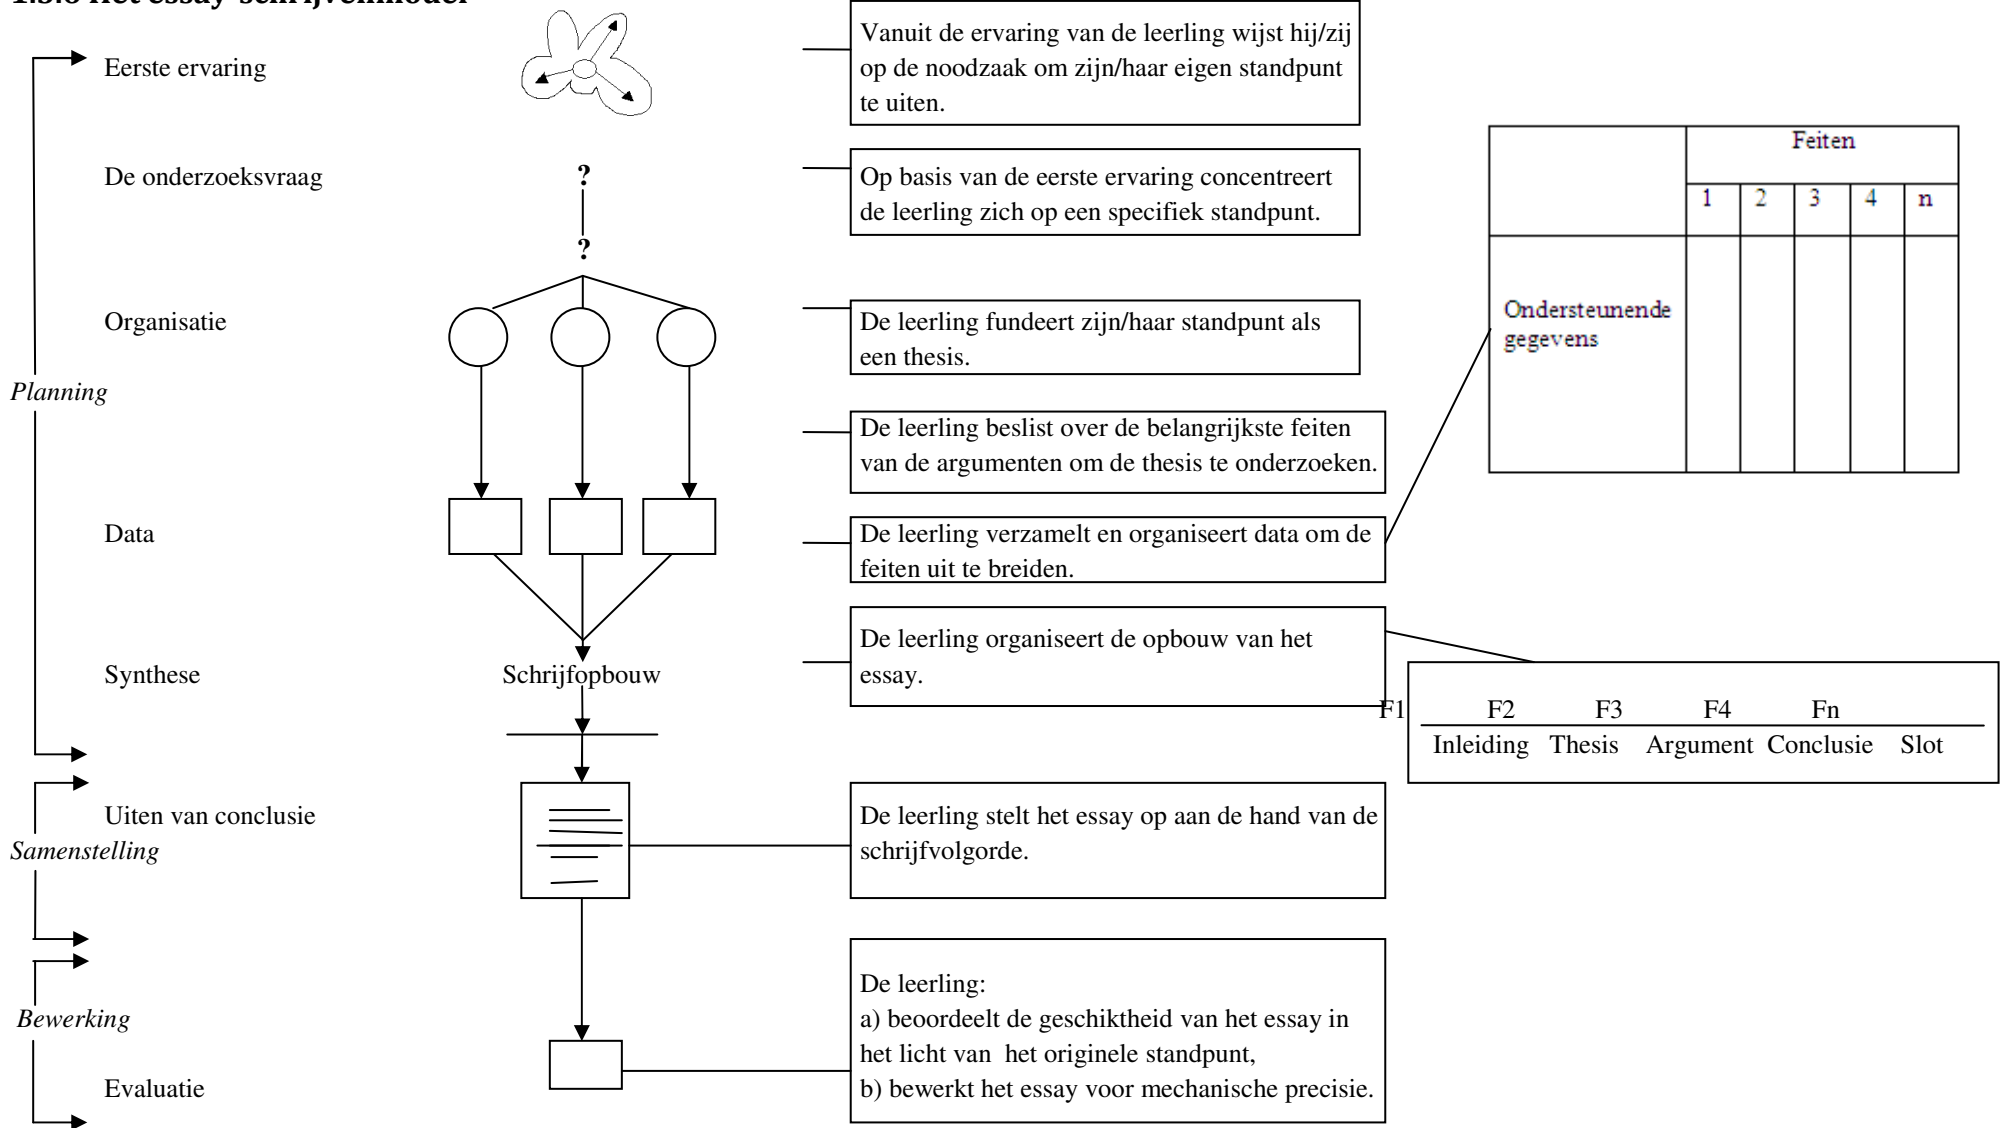 Eerste ervaring
Vanuit de ervaring van de leerling wijst hij/zij
op de noodzaak om zijn/haar eigen standpunt
te uiten.
De onderzoeksvraag
?
?
Op basis van de eerste ervaring concentreert
de leerling zich op een specifiek standpunt.
Feiten
1 2 3 4 n
Ondersteunende
gegevens
Organisatie
De leerling fundeert zijn/haar standpunt als
een thesis.
Planning
De leerling beslist over de belangrijkste feiten
van de argumenten om de thesis te onderzoeken.
Data
De leerling verzamelt en organiseert data om de
feiten uit te breiden.
Synthese
Schrijfopbouw
De leerling organiseert de opbouw van het
essay.
F1 F2 F3 F4 Fn
Inleiding Thesis Argument Conclusie Slot
Uiten van conclusie
Samenstelling
De leerling stelt het essay op aan de hand van de
schrijfvolgorde.
Bewerking
Evaluatie
De leerling:
a) beoordeelt de geschiktheid van het essay in
het licht van het originele standpunt,
b) bewerkt het essay voor mechanische precisie.